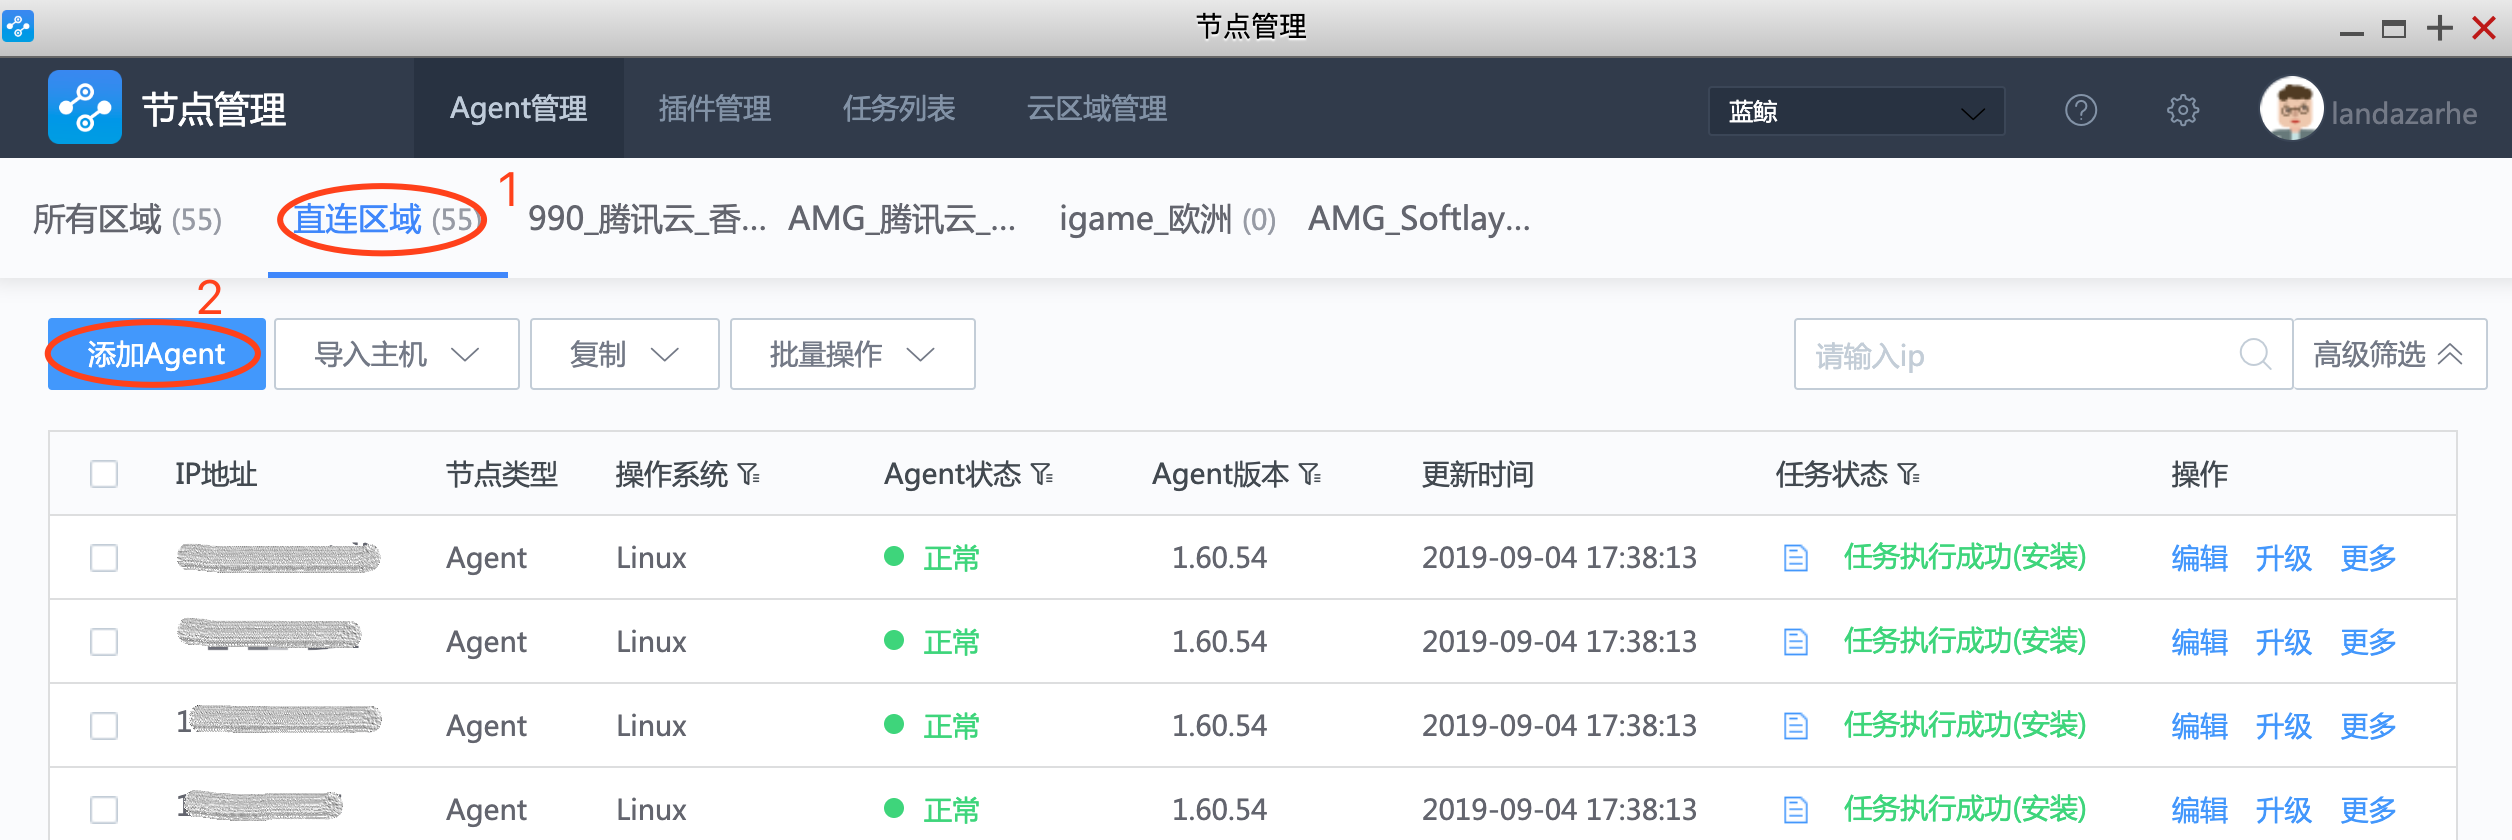 节点管理
节点管理 Agent管理 插件管理 任务列表 云区域管理 蓝鲸 landazarhe
所有区域 (55) 直连区域 (55) 1 990_腾讯云_香... AMG_腾讯云_... igame_欧洲 (0) AMG_Softlay...
2
添加Agent 导入主机 复制 批量操作 请输入ip 高级筛选
IP地址 节点类型 操作系统 Agent状态 Agent版本 更新时间 任务状态 操作
Agent Linux 正常 1.60.54 2019-09-04 17:38:13 任务执行成功(安装) 编辑 升级 更多
Agent Linux 正常 1.60.54 2019-09-04 17:38:13 任务执行成功(安装) 编辑 升级 更多
1 Agent Linux 正常 1.60.54 2019-09-04 17:38:13 任务执行成功(安装) 编辑 升级 更多
1 Agent Linux 正常 1.60.54 2019-09-04 17:38:13 任务执行成功(安装) 编辑 升级 更多